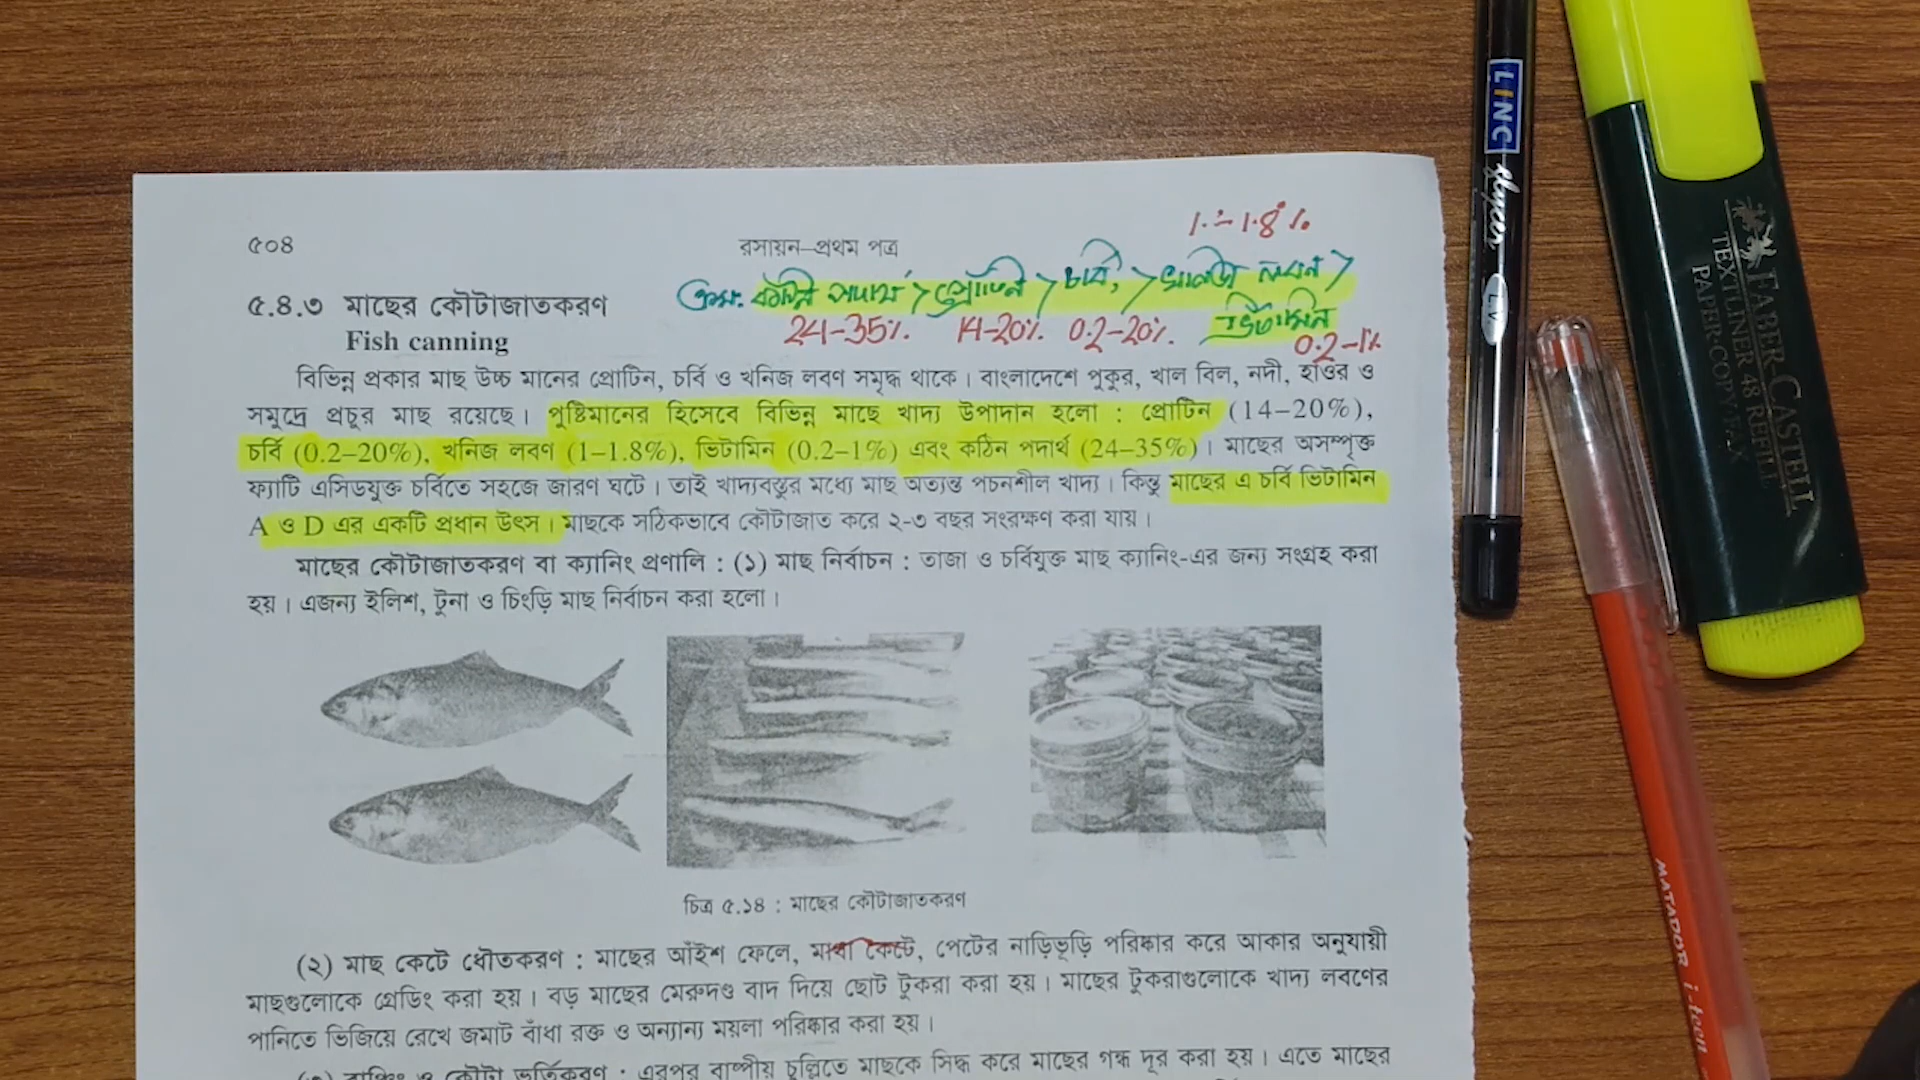 1.-1.8%
৫০৪
রসায়ন—প্রথম পত্র
ক্রম: কঠিন পদার্থ > প্রোটিন > চর্বি > খনিজ লবণ >
ভিটামিন
24-35%. 14-20%. 0.2-20%.
0.2-1%
৫.৪.৩ মাছের কৌটাজাতকরণ
Fish canning
বিভিন্ন প্রকার মাছ উচ্চ মানের প্রোটিন, চর্বি ও খনিজ লবণ সমৃদ্ধ থাকে। বাংলাদেশে পুকুর, খাল বিল, নদী, হাওর ও
সমুদ্রে প্রচুর মাছ রয়েছে। পুষ্টিমানের হিসেবে বিভিন্ন মাছে খাদ্য উপাদান হলো : প্রোটিন (14–20%),
চর্বি (0.2–20%), খনিজ লবণ (1–1.8%), ভিটামিন (0.2–1%) এবং কঠিন পদার্থ (24–35%)। মাছের অসম্পৃক্ত
ফ্যাটি এসিডযুক্ত চর্বিতে সহজে জারণ ঘটে। তাই খাদ্যবস্তুর মধ্যে মাছ অত্যন্ত পচনশীল খাদ্য। কিন্তু মাছের এ চর্বি ভিটামিন
A ও D এর একটি প্রধান উৎস। মাছকে সঠিকভাবে কৌটাজাত করে ২-৩ বছর সংরক্ষণ করা যায়।
মাছের কৌটাজাতকরণ বা ক্যানিং প্রণালি : (১) মাছ নির্বাচন : তাজা ও চর্বিযুক্ত মাছ ক্যানিং-এর জন্য সংগ্রহ করা
হয়। এজন্য ইলিশ, টুনা ও চিংড়ি মাছ নির্বাচন করা হলো।
চিত্র ৫.১৪ : মাছের কৌটাজাতকরণ
(২) মাছ কেটে ধৌতকরণ : মাছের আঁইশ ফেলে, মাথা কেটে, পেটের নাড়িভূড়ি পরিষ্কার করে আকার অনুযায়ী
মাছগুলোকে গ্রেডিং করা হয়। বড় মাছের মেরুদণ্ড বাদ দিয়ে ছোট টুকরা করা হয়। মাছের টুকরাগুলোকে খাদ্য লবণের
পানিতে ভিজিয়ে রেখে জমাট বাঁধা রক্ত ও অন্যান্য ময়লা পরিষ্কার করা হয়।
ও কৌটা ভর্তিকরণ : এরপর বাষ্পীয় চুল্লিতে মাছকে সিদ্ধ করে মাছের গন্ধ দূর করা হয়। এতে মাছের
LINC
LV
FABER-CASTELL
TEXTLINER 48 REFILL
PAPER·COPY·FAX
MATADOR i-teen